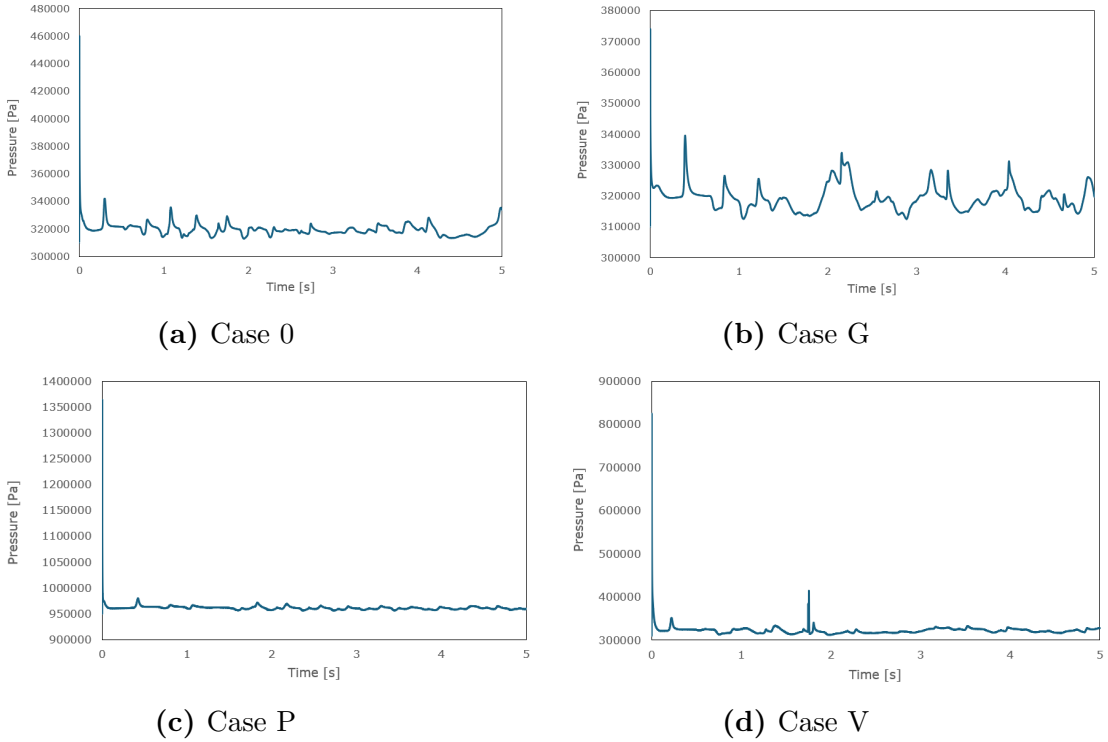 480000
460000
440000
420000
400000
380000
360000
340000
320000
300000
Pressure [Pa]
0 1 2 3 4 5
Time [s]
(a) Case 0
380000
370000
360000
350000
340000
330000
320000
310000
300000
Pressure [Pa]
0 1 2 3 4 5
Time [s]
(b) Case G
1400000
1350000
1300000
1250000
1200000
1150000
1100000
1050000
1000000
950000
900000
Pressure [Pa]
0 1 2 3 4 5
Time [s]
(c) Case P
900000
800000
700000
600000
500000
400000
300000
Pressure [Pa]
0 1 2 3 4 5
Time [s]
(d) Case V